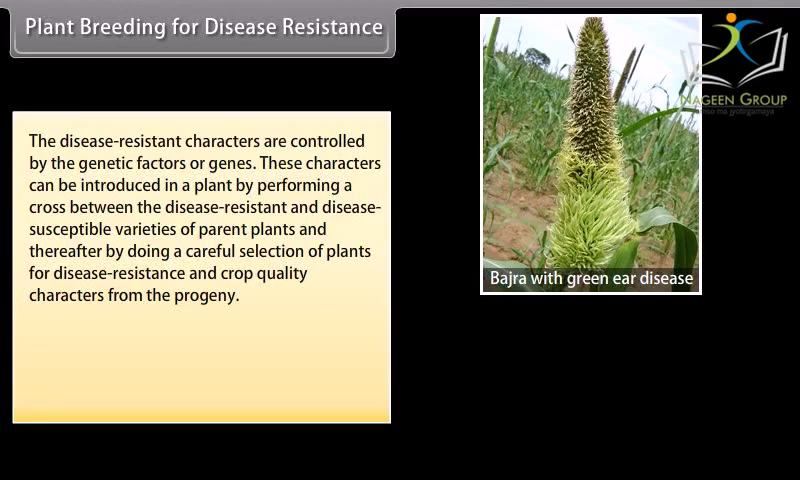 Plant Breeding for Disease Resistance
NAGEEN GROUP
The disease-resistant characters are controlled
by the genetic factors or genes. These characters
can be introduced in a plant by performing a
cross between the disease-resistant and disease-
susceptible varieties of parent plants and
thereafter by doing a careful selection of plants
for disease-resistance and crop quality
characters from the progeny.
Bajra with green ear disease